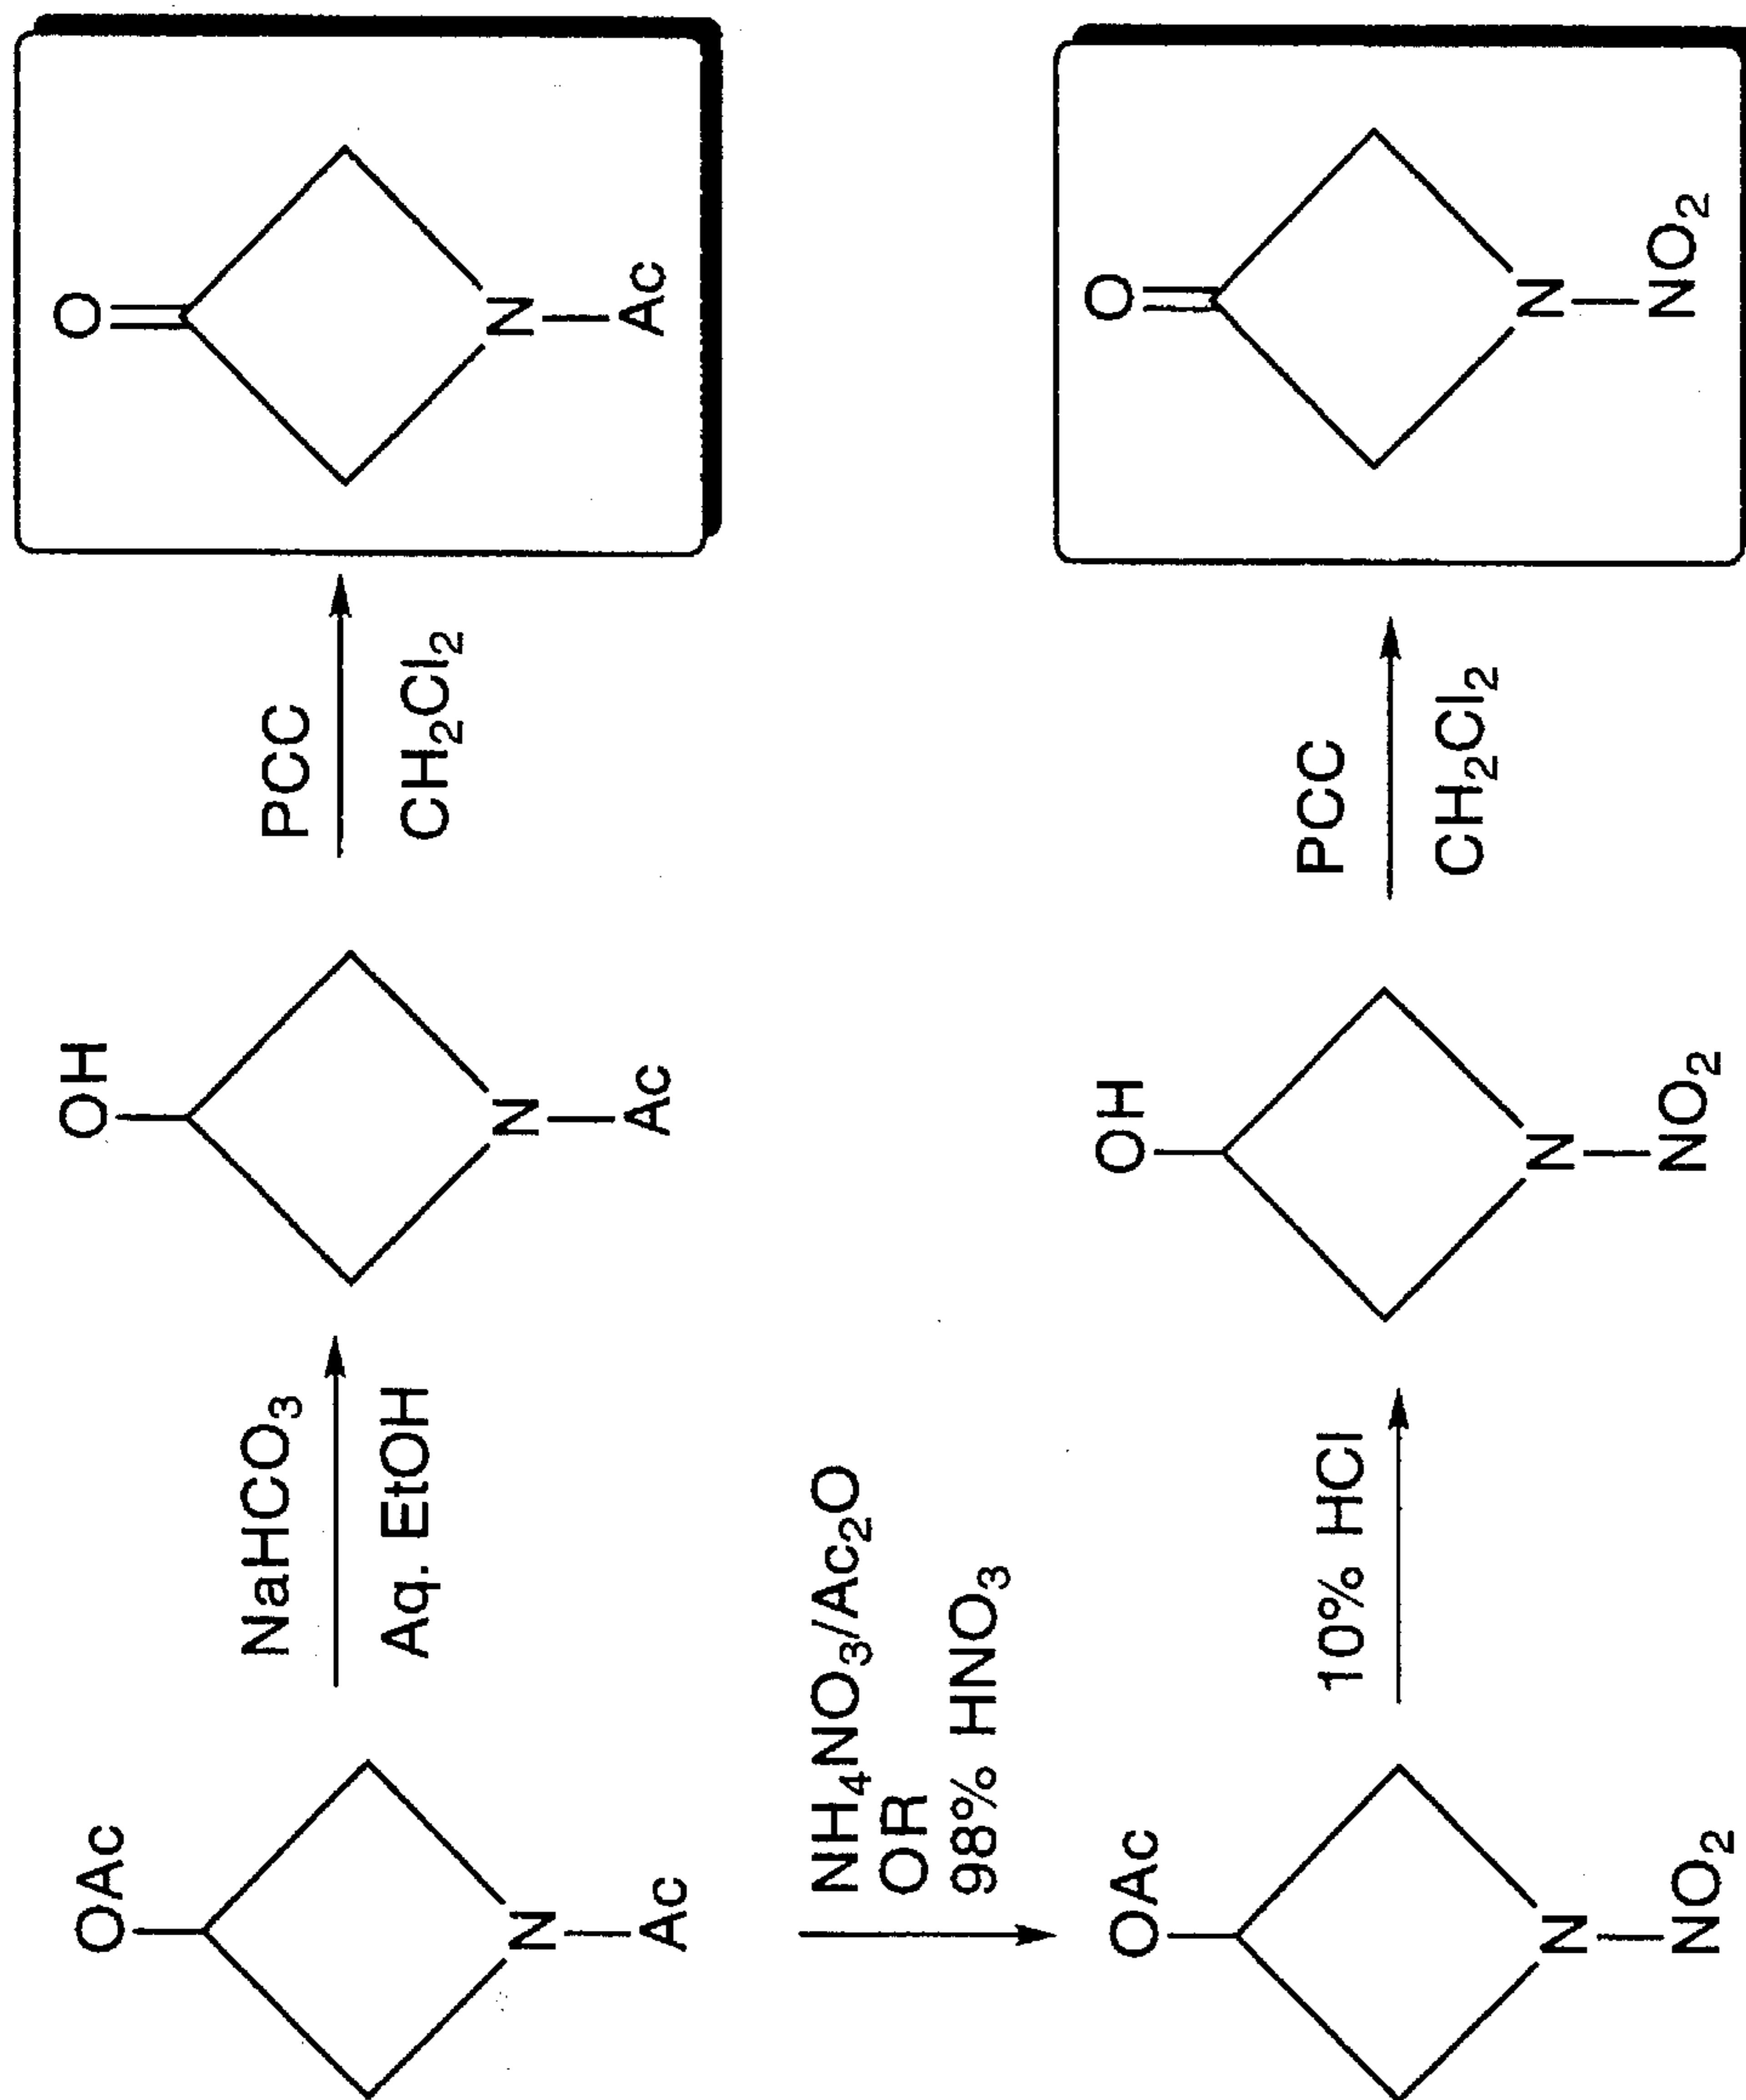 OAc
N
Ac
NaHCO₃
Aq. EtOH
OH
N
Ac
PCC
CH₂Cl₂
O
N
Ac
NH₄NO₃/Ac₂O
OR
98% HNO₃
OAc
N
NO₂
10% HCl
OH
N
NO₂
PCC
CH₂Cl₂
O
N
NO₂